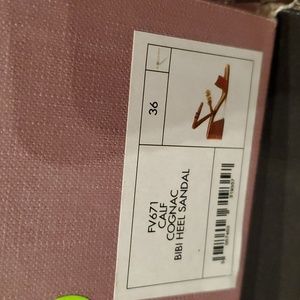 36
FV671
CALF
COGNAC
BIBI HEEL SANDAL